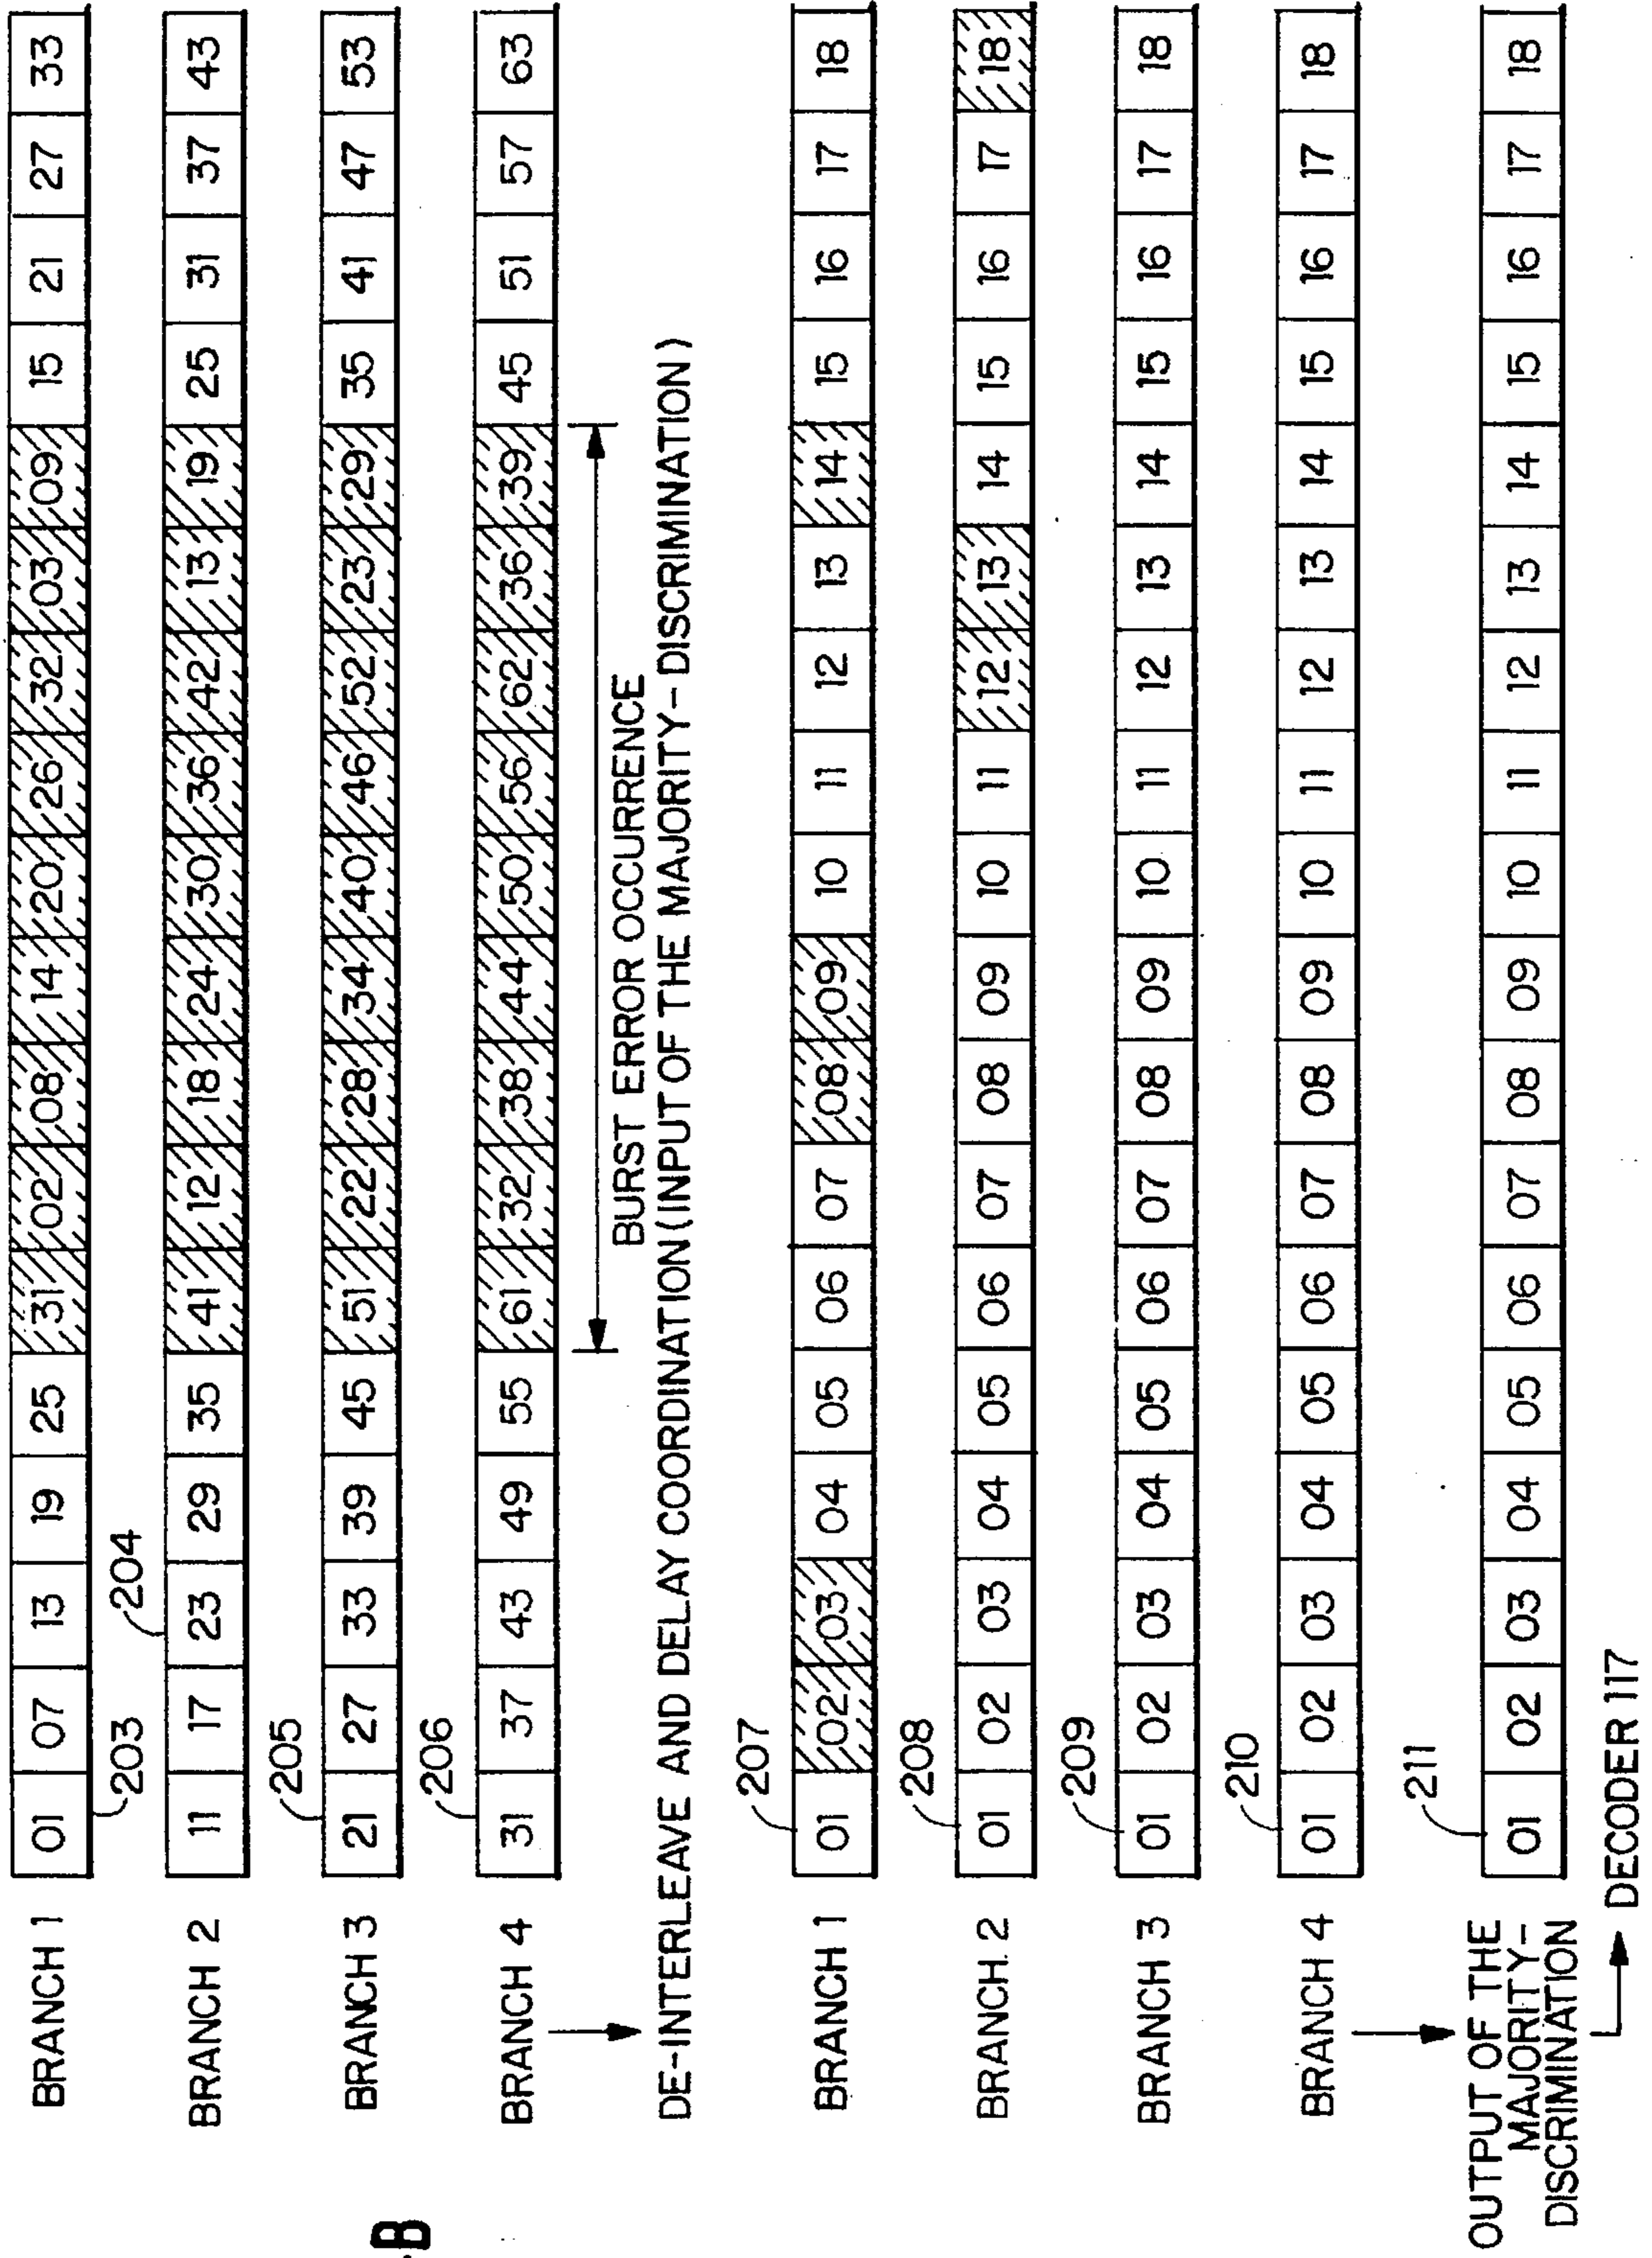 BRANCH 1 01 07 13 19 25 31 02 08 14 20 26 32 03 09 15 21 27 33
203
204
BRANCH 2 11 17 23 29 35 41 12 18 24 30 36 42 13 19 25 31 37 43
205
BRANCH 3 21 27 33 39 45 51 22 28 34 40 46 52 23 29 35 41 47 53
206
BRANCH 4 31 37 43 49 55 61 32 38 44 50 56 62 36 39 45 51 57 63
BURST ERROR OCCURRENCE
DE-INTERLEAVE AND DELAY COORDINATION (INPUT OF THE MAJORITY-DISCRIMINATION)
207
BRANCH 1 01 02 03 04 05 06 07 08 09 10 11 12 13 14 15 16 17 18
208
BRANCH 2 01 02 03 04 05 06 07 08 09 10 11 12 13 14 15 16 17 18
209
BRANCH 3 01 02 03 04 05 06 07 08 09 10 11 12 13 14 15 16 17 18
210
BRANCH 4 01 02 03 04 05 06 07 08 09 10 11 12 13 14 15 16 17 18
211
OUTPUT OF THE
MAJORITY-
DISCRIMINATION
01 02 03 04 05 06 07 08 09 10 11 12 13 14 15 16 17 18
DECODER 117
B